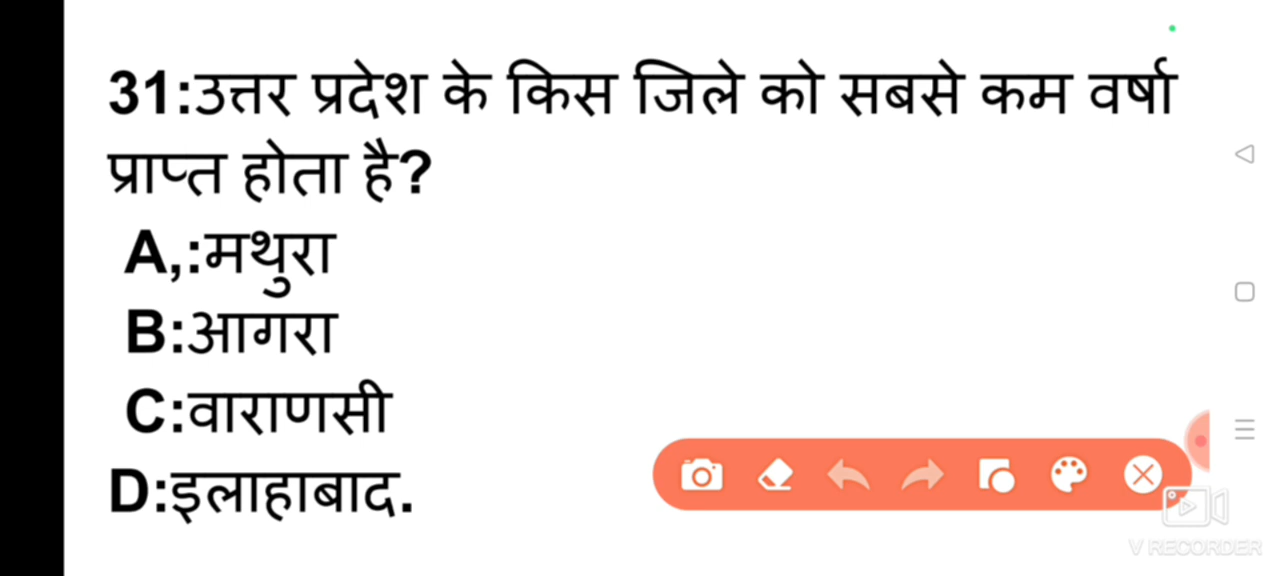 31:उत्तर प्रदेश के किस जिले को सबसे कम वर्षा
प्राप्त होता है?
A,:मथुरा
B:आगरा
C:वाराणसी
D:इलाहाबाद.
V RECORDER